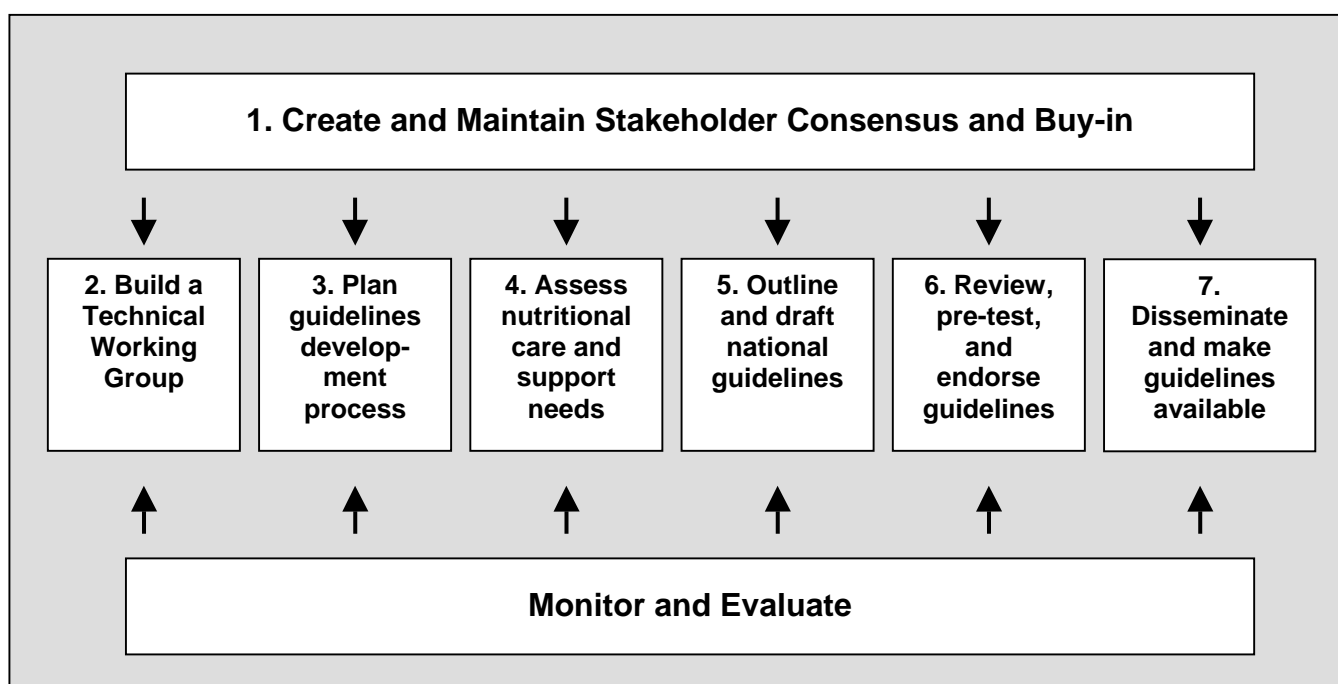 1. Create and Maintain Stakeholder Consensus and Buy-in
2. Build a
Technical
Working
Group
3. Plan
guidelines
develop-
ment
process
4. Assess
nutritional
care and
support
needs
5. Outline
and draft
national
guidelines
6. Review,
pre-test,
and
endorse
guidelines
7.
Disseminate
and make
guidelines
available
Monitor and Evaluate